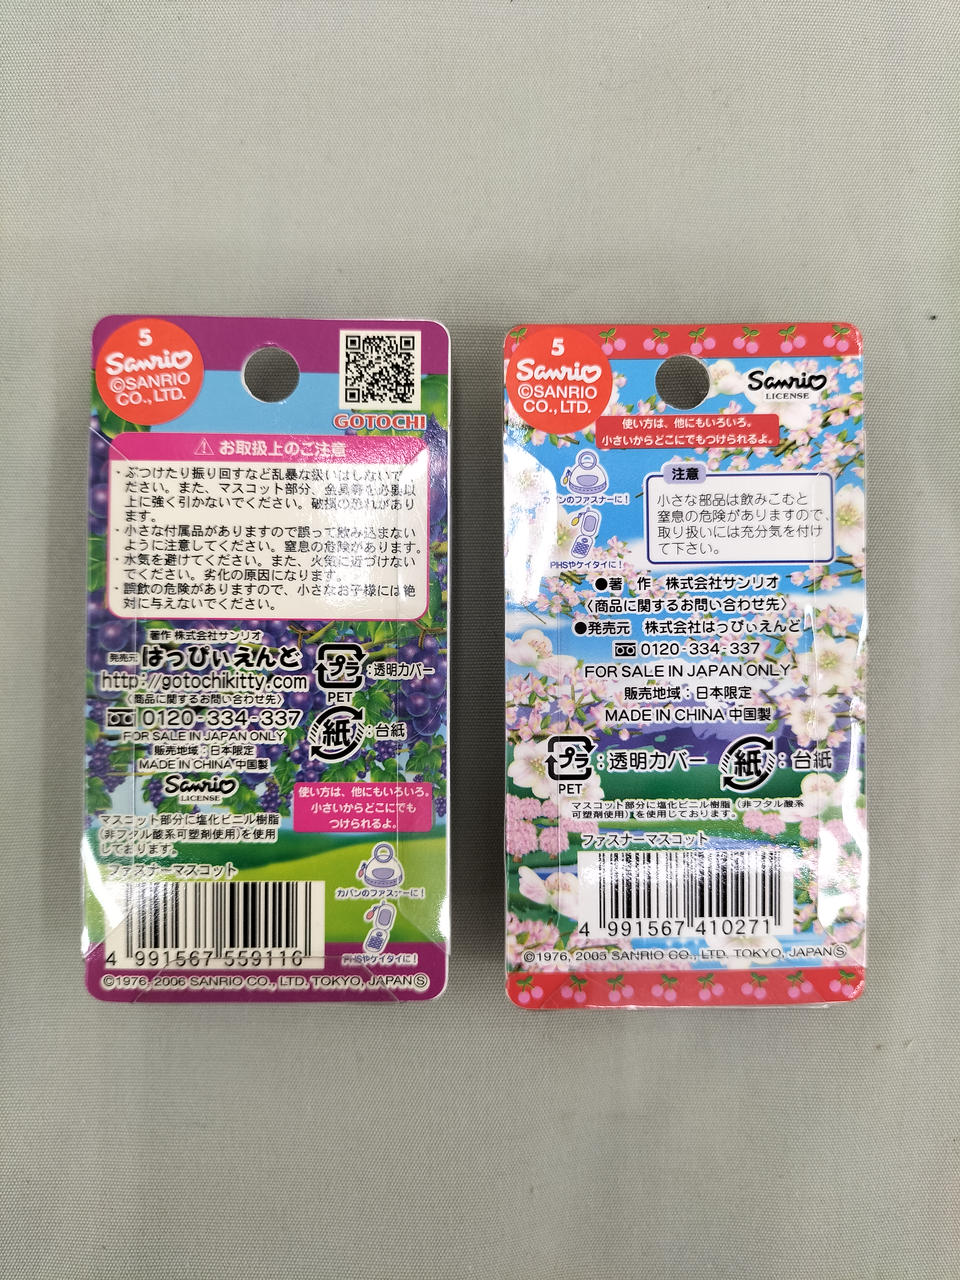 5
Sanrio
©SANRIO
CO., LTD.
GOTOCHI
お取扱上のご注意
・ぶつけたり振り回すなど乱暴な扱いはしないで
ださい。また、マスコット部分、金具等を必要以
上に強く引かないでください。破損の恐れがあり
ます。
・小さな付属品がありますので誤って飲み込まない
ように注意してください。窒息の危険があります。
・水気を避けてください。また、火気に近づけない
でください。劣化の原因になります。
・誤飲の危険がありますので、小さなお子様には絶
対に与えないでください。
著作 株式会社サンリオ
発売元 はっぴぃえんど
http://gotochikitty.com
〈商品に関するお問い合わせ先〉
0120-334-337
FOR SALE IN JAPAN ONLY
販売地域：日本限定
MADE IN CHINA 中国製
Sanrio
LICENSE
プラ :透明カバー
PET
紙 :台紙
マスコット部分に塩化ビニル樹脂
(非フタル酸系可塑剤使用)を使用
しております。
使い方は、他にもいろいろ。
小さいからどこにでも
つけられるよ。
ファスナーマスコット
カバンのファスナーに！
PHSやケイタイに！
4 991567 559116
©1976, 2006 SANRIO CO., LTD. TOKYO, JAPAN Ⓢ
5
Sanrio
©SANRIO
CO., LTD.
Sanrio
LICENSE
使い方は、他にもいろいろ。
小さいからどこにでもつけられるよ。
カバンのファスナーに！
PHSやケイタイに！
注意
小さな部品は飲みこむと
窒息の危険がありますので、
取り扱いには充分気を付け
て下さい。
●著 作 株式会社サンリオ
〈商品に関するお問い合わせ先〉
●発売元 株式会社はっぴぃえんど
0120-334-337
FOR SALE IN JAPAN ONLY
販売地域：日本限定
MADE IN CHINA 中国製
プラ :透明カバー
PET
紙 :台紙
マスコット部分に塩化ビニル樹脂 (非フタル酸系
可塑剤使用)を使用しております。
ファスナーマスコット
4 991567 410271
©1976, 2005 SANRIO CO., LTD. TOKYO, JAPAN Ⓢ